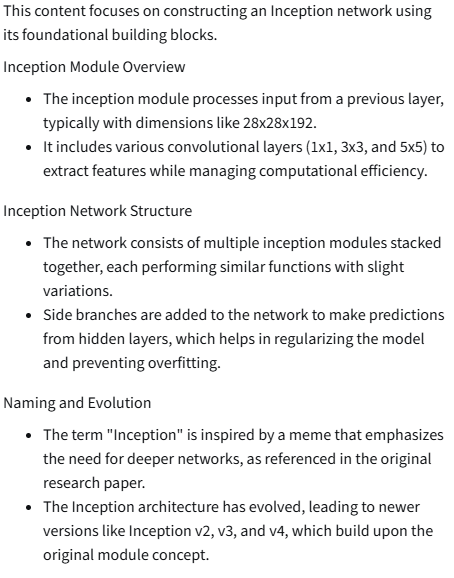 This content focuses on constructing an Inception network using
its foundational building blocks.
Inception Module Overview
• The inception module processes input from a previous layer,
typically with dimensions like 28x28x192.
• It includes various convolutional layers (1x1, 3x3, and 5x5) to
extract features while managing computational efficiency.
Inception Network Structure
• The network consists of multiple inception modules stacked
together, each performing similar functions with slight
variations.
• Side branches are added to the network to make predictions
from hidden layers, which helps in regularizing the model
and preventing overfitting.
Naming and Evolution
• The term "Inception" is inspired by a meme that emphasizes
the need for deeper networks, as referenced in the original
research paper.
• The Inception architecture has evolved, leading to newer
versions like Inception v2, v3, and v4, which build upon the
original module concept.